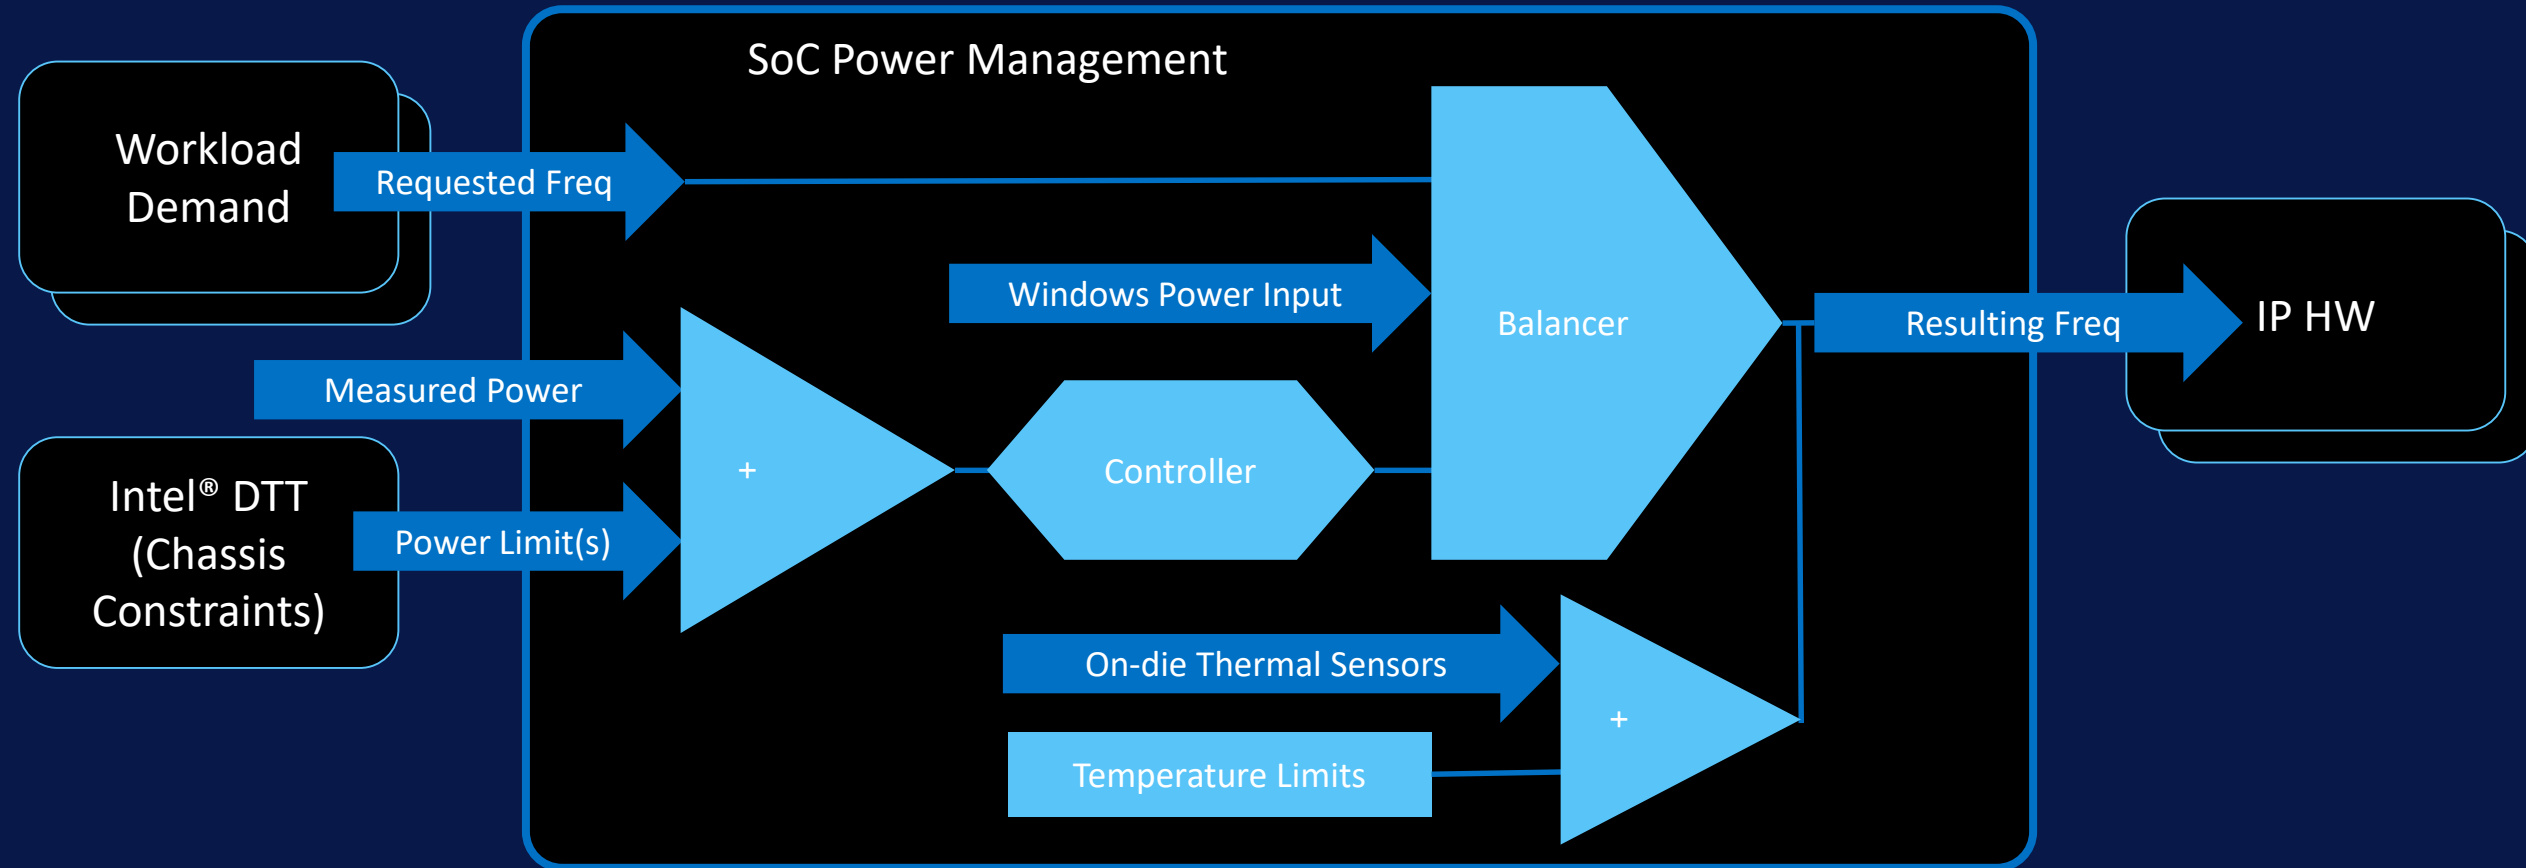 SoC Power Management
Workload
Demand
Requested Freq
Windows Power Input
Balancer
Resulting Freq
IP HW
Measured Power
+
Controller
Intel® DTT
(Chassis
Constraints)
Power Limit(s)
On-die Thermal Sensors
+
Temperature Limits